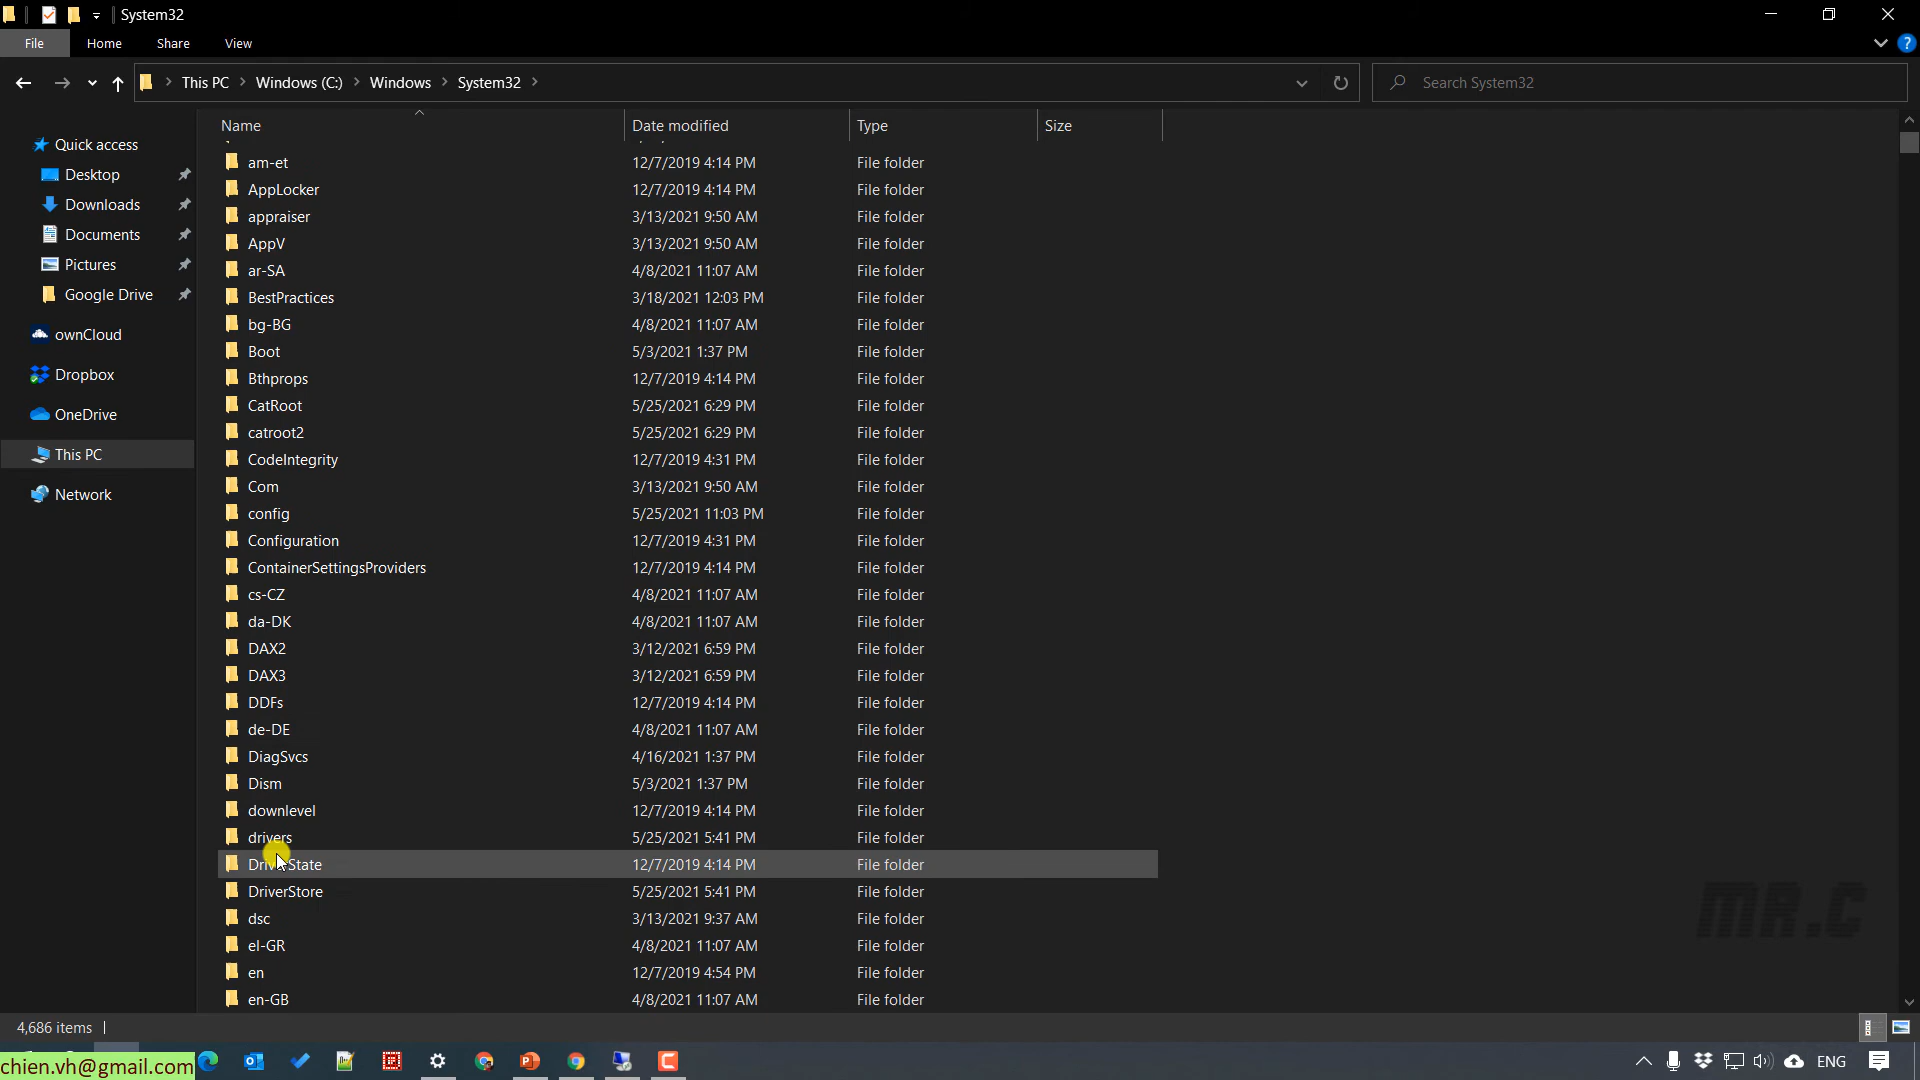 System32
File Home Share View
This PC Windows (C:) Windows System32
Search System32
Name Date modified Type Size
Quick access
Desktop
Downloads
Documents
Pictures
Google Drive
ownCloud
Dropbox
OneDrive
This PC
Network
am-et 12/7/2019 4:14 PM File folder
AppLocker 12/7/2019 4:14 PM File folder
appraiser 3/13/2021 9:50 AM File folder
AppV 3/13/2021 9:50 AM File folder
ar-SA 4/8/2021 11:07 AM File folder
BestPractices 3/18/2021 12:03 PM File folder
bg-BG 4/8/2021 11:07 AM File folder
Boot 5/3/2021 1:37 PM File folder
Bthprops 12/7/2019 4:14 PM File folder
CatRoot 5/25/2021 6:29 PM File folder
catroot2 5/25/2021 6:29 PM File folder
CodeIntegrity 12/7/2019 4:31 PM File folder
Com 3/13/2021 9:50 AM File folder
config 5/25/2021 11:03 PM File folder
Configuration 12/7/2019 4:31 PM File folder
ContainerSettingsProviders 12/7/2019 4:14 PM File folder
cs-CZ 4/8/2021 11:07 AM File folder
da-DK 4/8/2021 11:07 AM File folder
DAX2 3/12/2021 6:59 PM File folder
DAX3 3/12/2021 6:59 PM File folder
DDFs 12/7/2019 4:14 PM File folder
de-DE 4/8/2021 11:07 AM File folder
DiagSvcs 4/16/2021 1:37 PM File folder
Dism 5/3/2021 1:37 PM File folder
downlevel 12/7/2019 4:14 PM File folder
drivers 5/25/2021 5:41 PM File folder
DriverState 12/7/2019 4:14 PM File folder
DriverStore 5/25/2021 5:41 PM File folder
dsc 3/13/2021 9:37 AM File folder
el-GR 4/8/2021 11:07 AM File folder
en 12/7/2019 4:54 PM File folder
en-GB 4/8/2021 11:07 AM File folder
MR.C
4,686 items
chien.vh@gmail.com
ENG